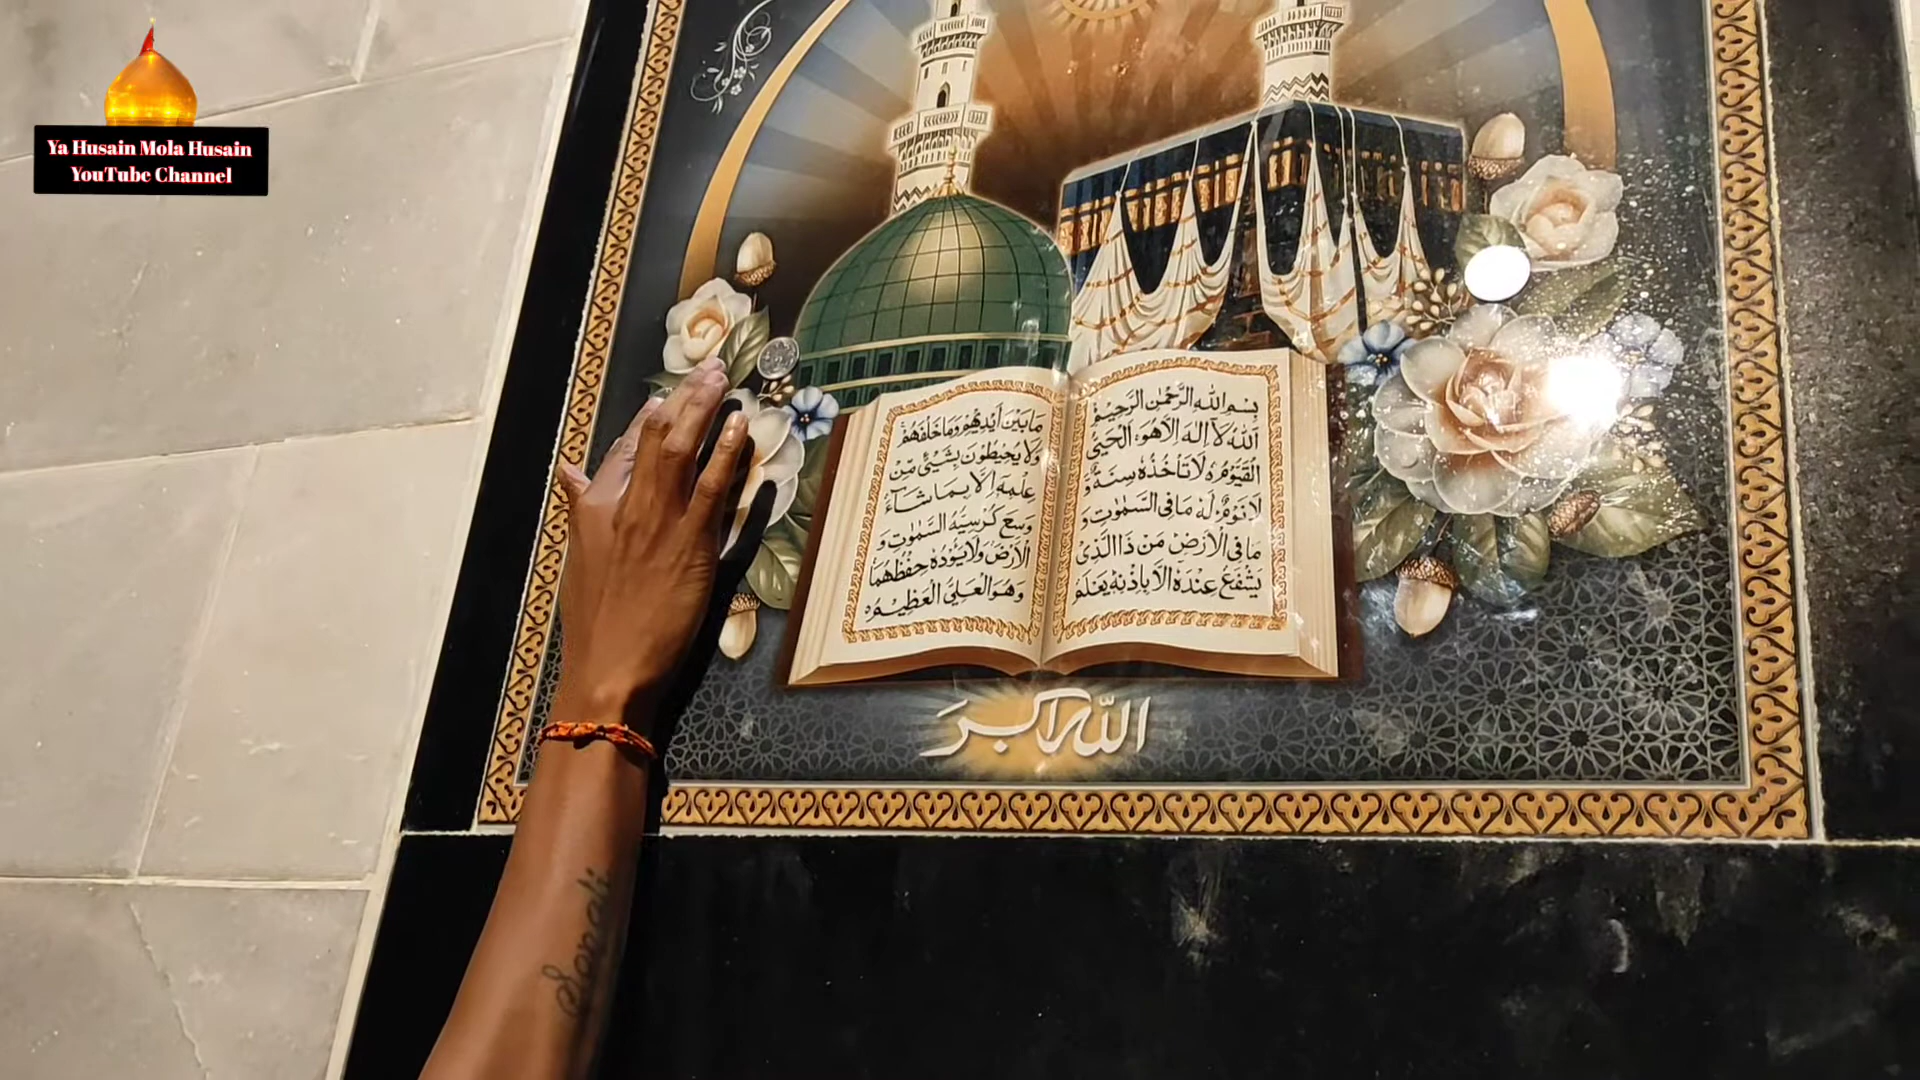 Ya Husain Mola Husain
YouTube Channel
بِسْمِ اللهِ الرَّحْمٰنِ الرَّحِيْمِ
اَللهُ لَاۤ اِلٰهَ اِلَّا هُوَ ۚ اَلْحَيُّ
الْقَيُّوْمُ ۚ لَا تَاْخُذُهٗ سِنَةٌ وَّ
لَا نَوْمٌ ؕ لَهٗ مَا فِى السَّمٰوٰتِ وَ
مَا فِى الْاَرْضِ مَنْ ذَا الَّذِىْ
يَشْفَعُ عِنْدَهٗۤ اِلَّا بِاِذْنِهٖ يَعْلَمُ
مَا بَيْنَ اَيْدِيْهِمْ وَمَا خَلْفَهُمْ ۚ
وَلَا يُحِيْطُوْنَ بِشَىْءٍ مِّنْ
عِلْمِهٖۤ اِلَّا بِمَا شَآءَ
وَسِعَ كُرْسِيُّهُ السَّمٰوٰتِ وَ
الْاَرْضَ وَلَا يَـُٔوْدُهٗ حِفْظُهُمَا
وَهُوَ الْعَلِىُّ الْعَظِيْمُ ہ
اللّٰه اکبر